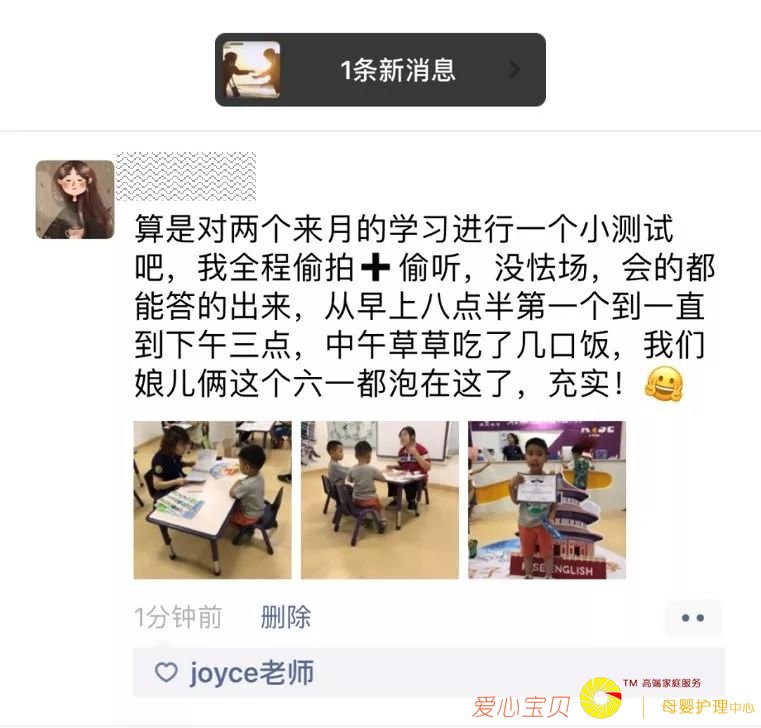 1条新消息
算是对两个来月的学习进行一个小测试
吧，我全程偷拍➕偷听，没怯场，会的都
能答的出来，从早上八点半第一个到一直
到下午三点，中午草草吃了几口饭，我们
娘儿俩这个六一都泡在这了，充实！🤗
RISE ENGLISH
1分钟前 删除
joyce老师
爱心宝贝 TM 高端家庭服务
母婴护理中心